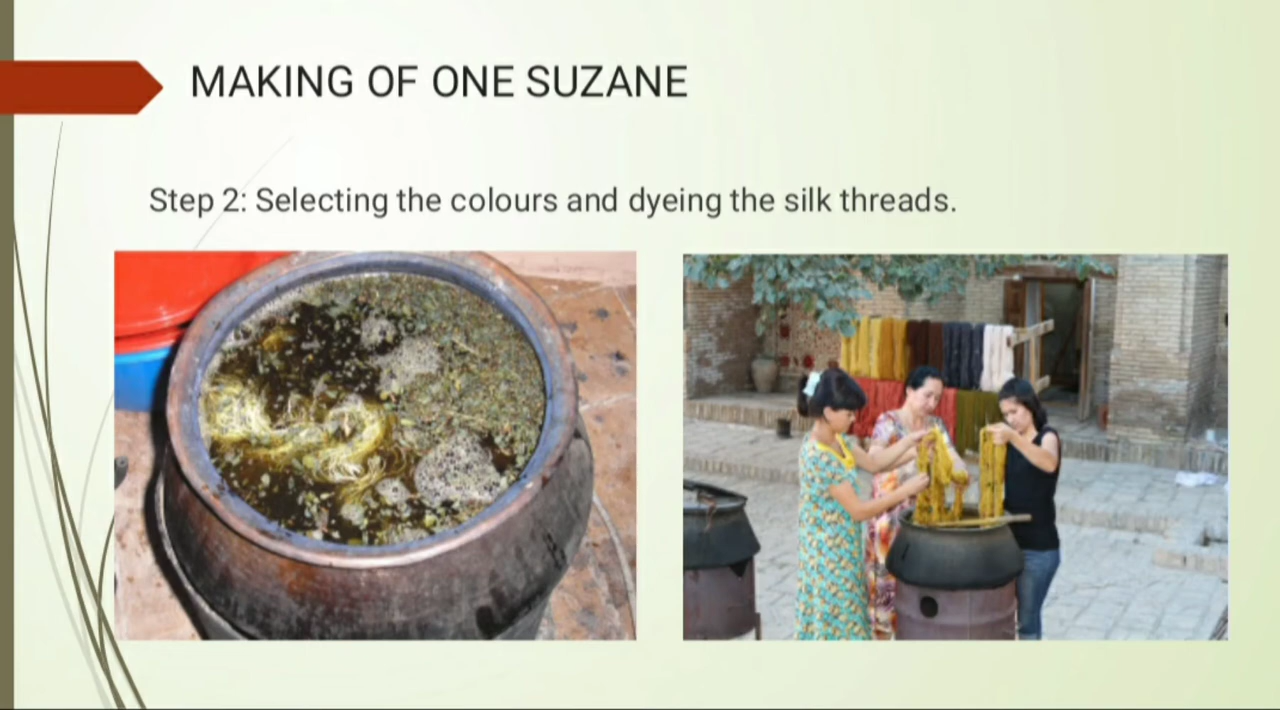 MAKING OF ONE SUZANE
Step 2: Selecting the colours and dyeing the silk threads.